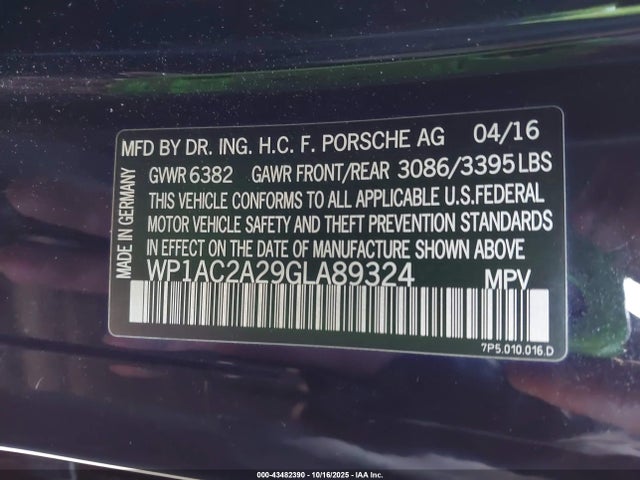 MFD BY DR. ING. H.C. F. PORSCHE AG 04/16
GVWR 6382 GAWR FRONT/REAR 3086/3395 LBS
THIS VEHICLE CONFORMS TO ALL APPLICABLE U.S.FEDERAL
MOTOR VEHICLE SAFETY AND THEFT PREVENTION STANDARDS
IN EFFECT ON THE DATE OF MANUFACTURE SHOWN ABOVE.
WP1AC2A29GLA89324 MPV
MADE IN GERMANY
7P5.010.016.D
000-43482390 - 10/16/2025 - IAA Inc.